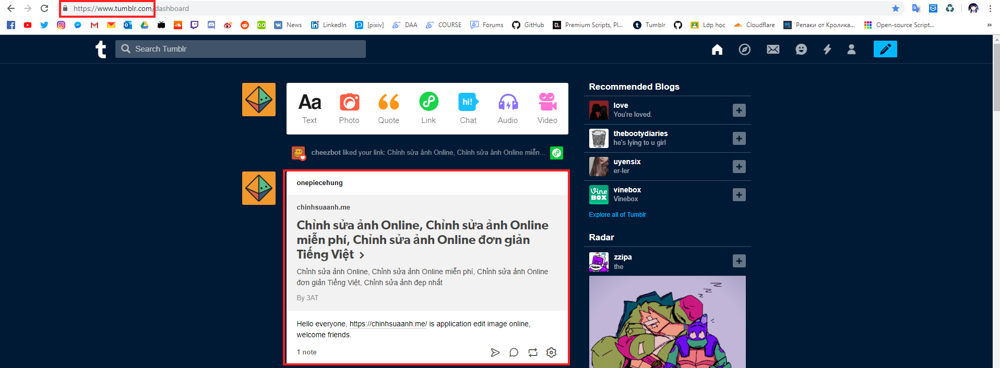 https://www.tumblr.com/dashboard
News
LinkedIn
[pixiv]
DAA
COURSE
Forums
GitHub
Premium Scripts, Pl...
Tumblr
Lớp học
Cloudflare
Репаки от Кролика...
Open-source Script...
»
Search Tumblr
Aa
hi!
Text
Photo
Quote
Link
Chat
Audio
Video
cheezbot liked your link: Chỉnh sửa ảnh Online, Chỉnh sửa ảnh Online miễn...
onepiecehung
chinhsuaanh.me
Chỉnh sửa ảnh Online, Chỉnh sửa ảnh Online
miễn phí, Chỉnh sửa ảnh Online đơn giản
Tiếng Việt >
Chỉnh sửa ảnh Online, Chỉnh sửa ảnh Online miễn phí, Chỉnh sửa ảnh Online
đơn giản Tiếng Việt, Chỉnh sửa ảnh đẹp nhất
By 3AT
Hello everyone, https://chinhsuaanh.me/ is application edit image online,
welcome friends.
1 note
Recommended Blogs
love
You're loved.
thebootydiaries
he's lying to u girl
uyensix
er-ler
Vine
BOX
vinebox
Vinebox
Explore all of Tumblr
Radar
zzipa
the
z z z